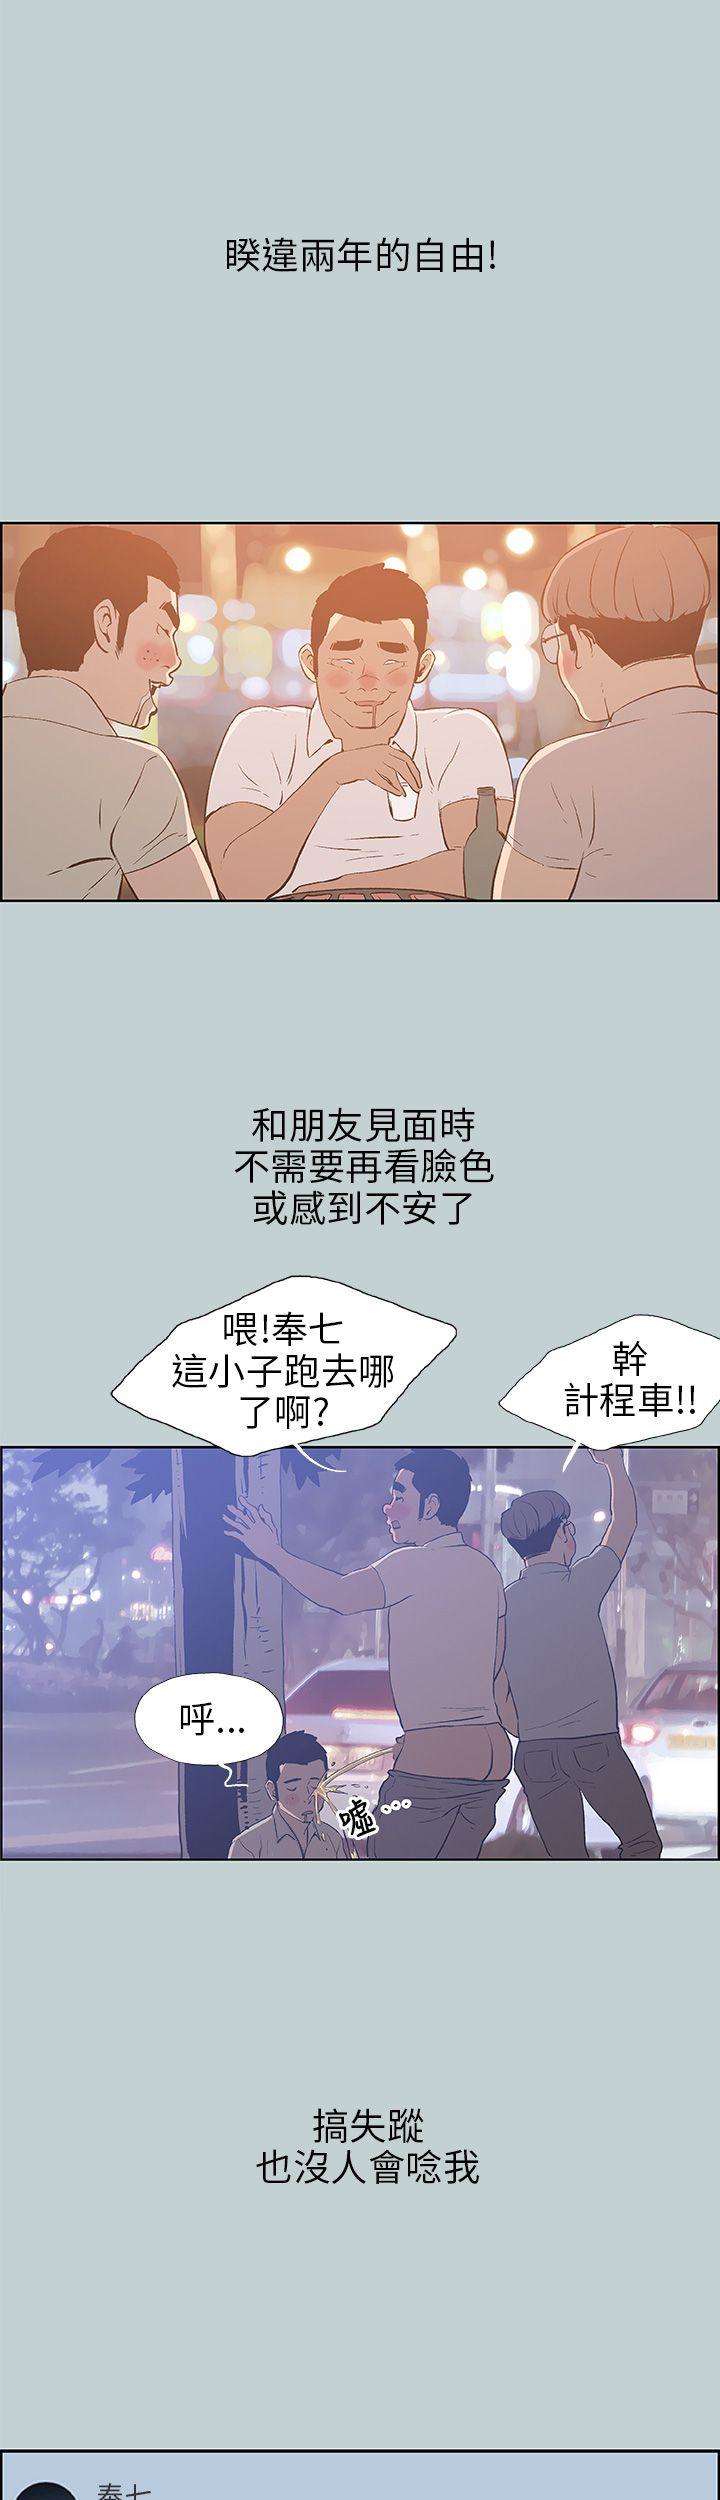 睽違兩年的自由!
和朋友見面時
不需要再看臉色
或感到不安了
喂!奉七
這小子跑去哪
了啊?
幹
計程車!!
呼…
噓…
搞失蹤
也沒人會唸我
奉七